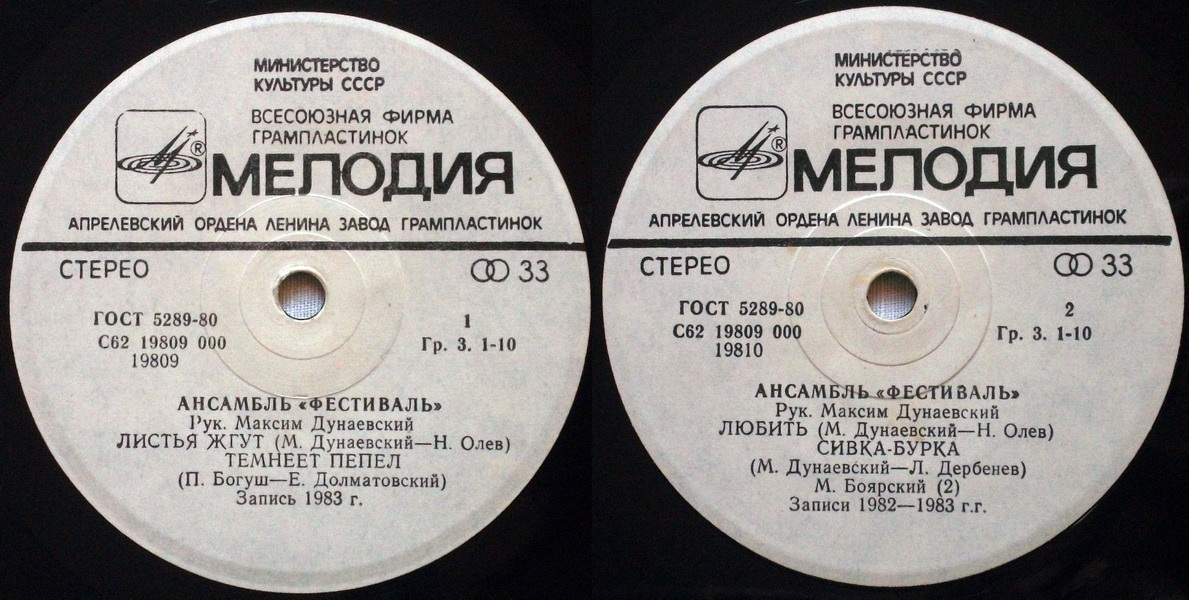 МИНИСТЕРСТВО
КУЛЬТУРЫ СССР
ВСЕСОЮЗНАЯ ФИРМА
ГРАМПЛАСТИНОК
® МЕЛОДИЯ
АПРЕЛЕВСКИЙ ОРДЕНА ЛЕНИНА ЗАВОД ГРАМПЛАСТИНОК
СТЕРЕО 33
ГОСТ 5289-80 1
С62 19809 000 Гр. 3. 1-10
19809
АНСАМБЛЬ «ФЕСТИВАЛЬ»
Рук. Максим Дунаевский
ЛИСТЬЯ ЖГУТ (М. Дунаевский—Н. Олев)
ТЕМНЕЕТ ПЕПЕЛ
(П. Богуш—Е. Долматовский)
Запись 1983 г.
МИНИСТЕРСТВО
КУЛЬТУРЫ СССР
ВСЕСОЮЗНАЯ ФИРМА
ГРАМПЛАСТИНОК
® МЕЛОДИЯ
АПРЕЛЕВСКИЙ ОРДЕНА ЛЕНИНА ЗАВОД ГРАМПЛАСТИНОК
СТЕРЕО 33
ГОСТ 5289-80 2
С62 19809 000 Гр. 3. 1-10
19810
АНСАМБЛЬ «ФЕСТИВАЛЬ»
Рук. Максим Дунаевский
ЛЮБИТЬ (М. Дунаевский—Н. Олев)
СИВКА-БУРКА
(М. Дунаевский—Л. Дербенев)
М. Боярский (2)
Записи 1982—1983 г.г.